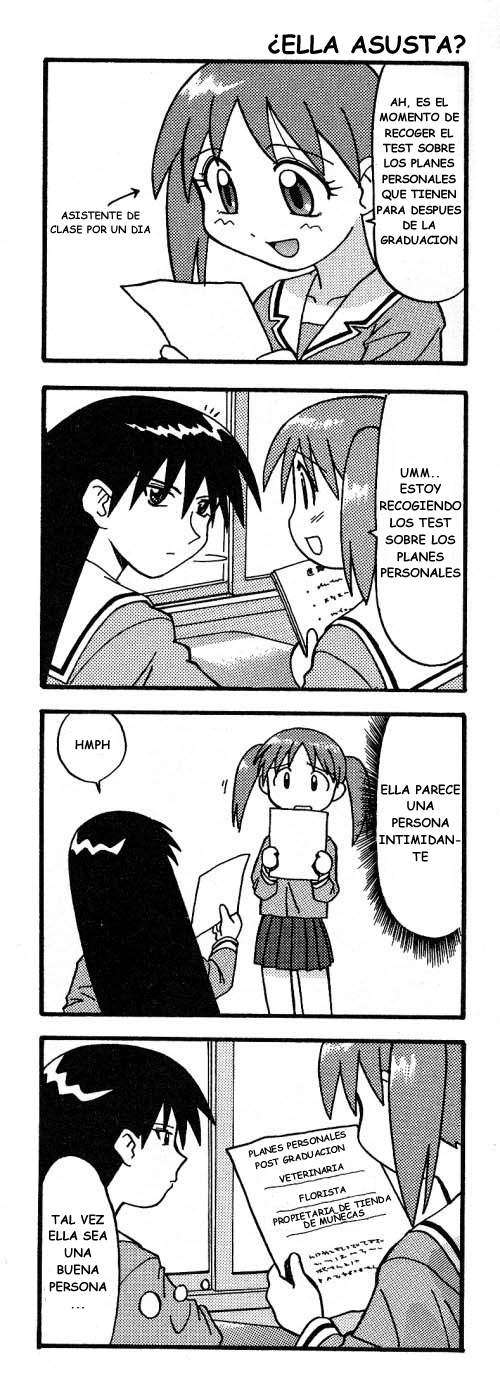 ¿ELLA ASUSTA?
AH, ES EL
MOMENTO DE
RECOGER EL
TEST SOBRE
LOS PLANES
PERSONALES
QUE TIENEN
PARA DESPUES
DE LA
GRADUACION
ASISTENTE DE
CLASE POR UN DIA
UMM..
ESTOY
RECOGIENDO
LOS TEST
SOBRE LOS
PLANES
PERSONALES
HMPH
ELLA PARECE
UNA
PERSONA
INTIMIDAN-
TE
PLANES PERSONALES
POST GRADUACION
VETERINARIA
FLORISTA
PROPIETARIA DE TIENDA
DE MUÑECAS
TAL VEZ
ELLA SEA
UNA
BUENA
PERSONA
...